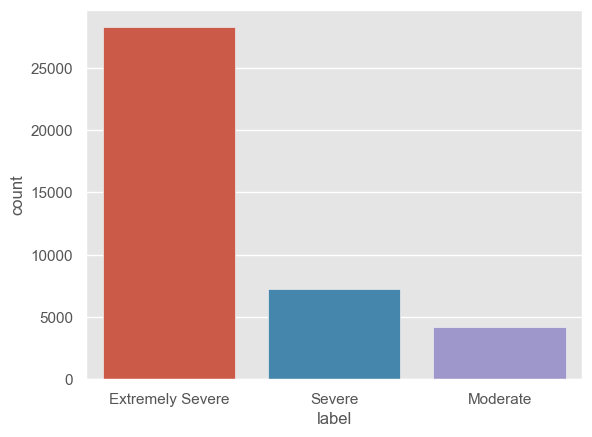 25000
20000
15000
10000
5000
0
count
Extremely Severe
Severe
Moderate
label